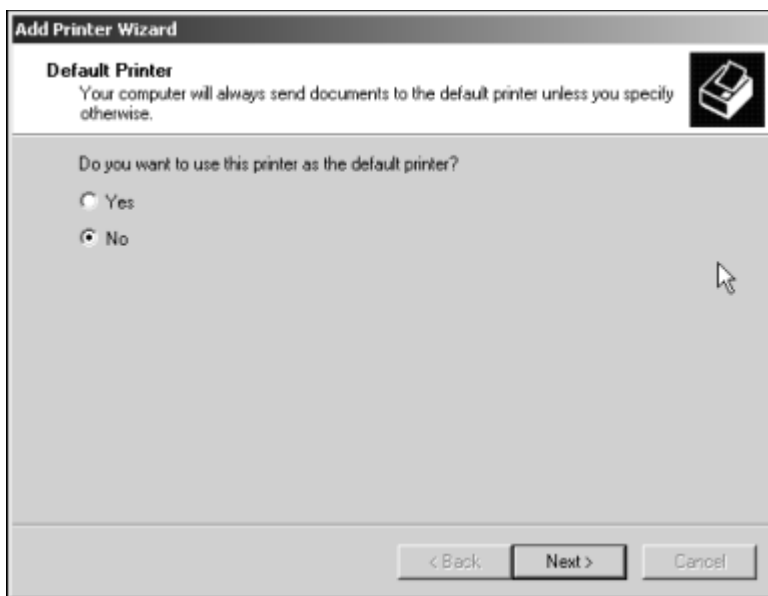 Add Printer Wizard
Default Printer
Your computer will always send documents to the default printer unless you specify
otherwise.
Do you want to use this printer as the default printer?
Yes
No
< Back
Next >
Cancel